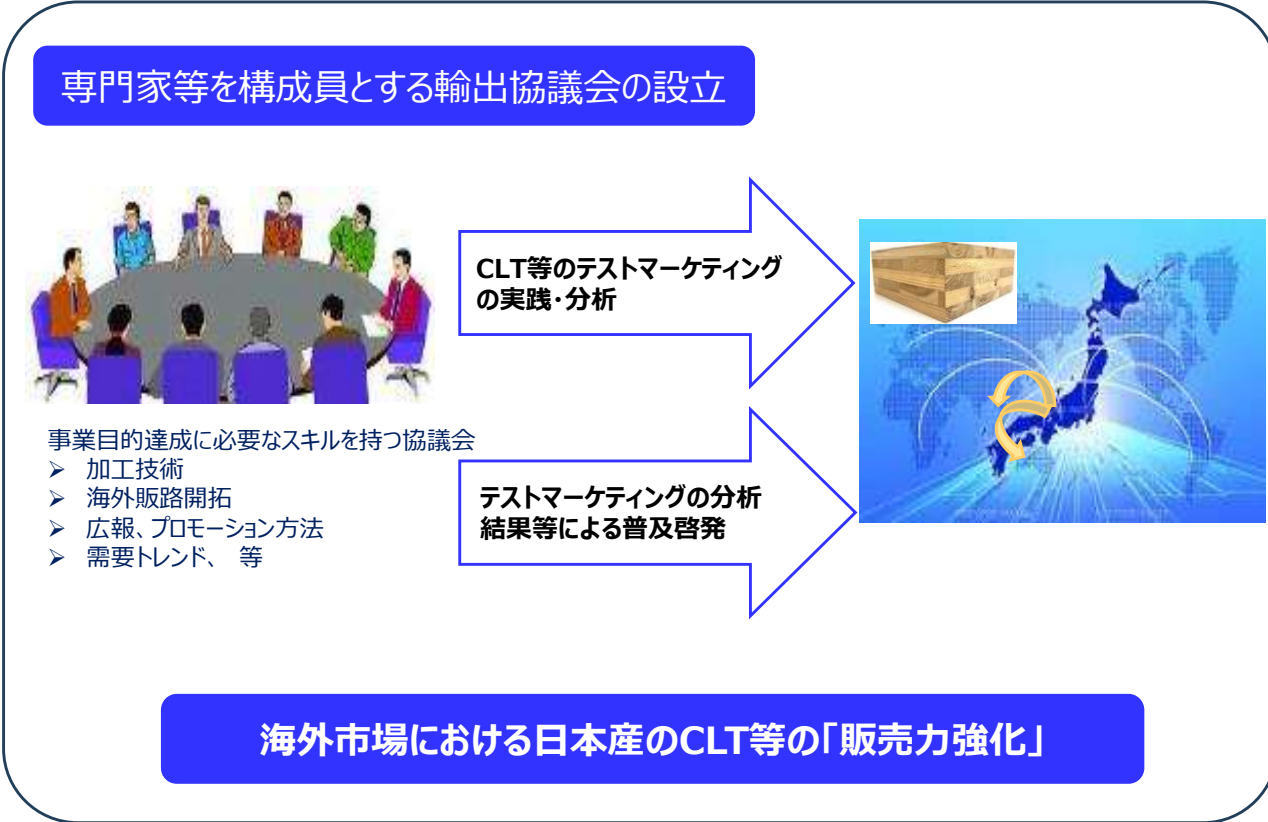 専門家等を構成員とする輸出協議会の設立
CLT等のテストマーケティング
の実践・分析
事業目的達成に必要なスキルを持つ協議会
➢ 加工技術
➢ 海外販路開拓
➢ 広報、プロモーション方法
➢ 需要トレンド、 等
テストマーケティングの分析
結果等による普及啓発
海外市場における日本産のCLT等の「販売力強化」